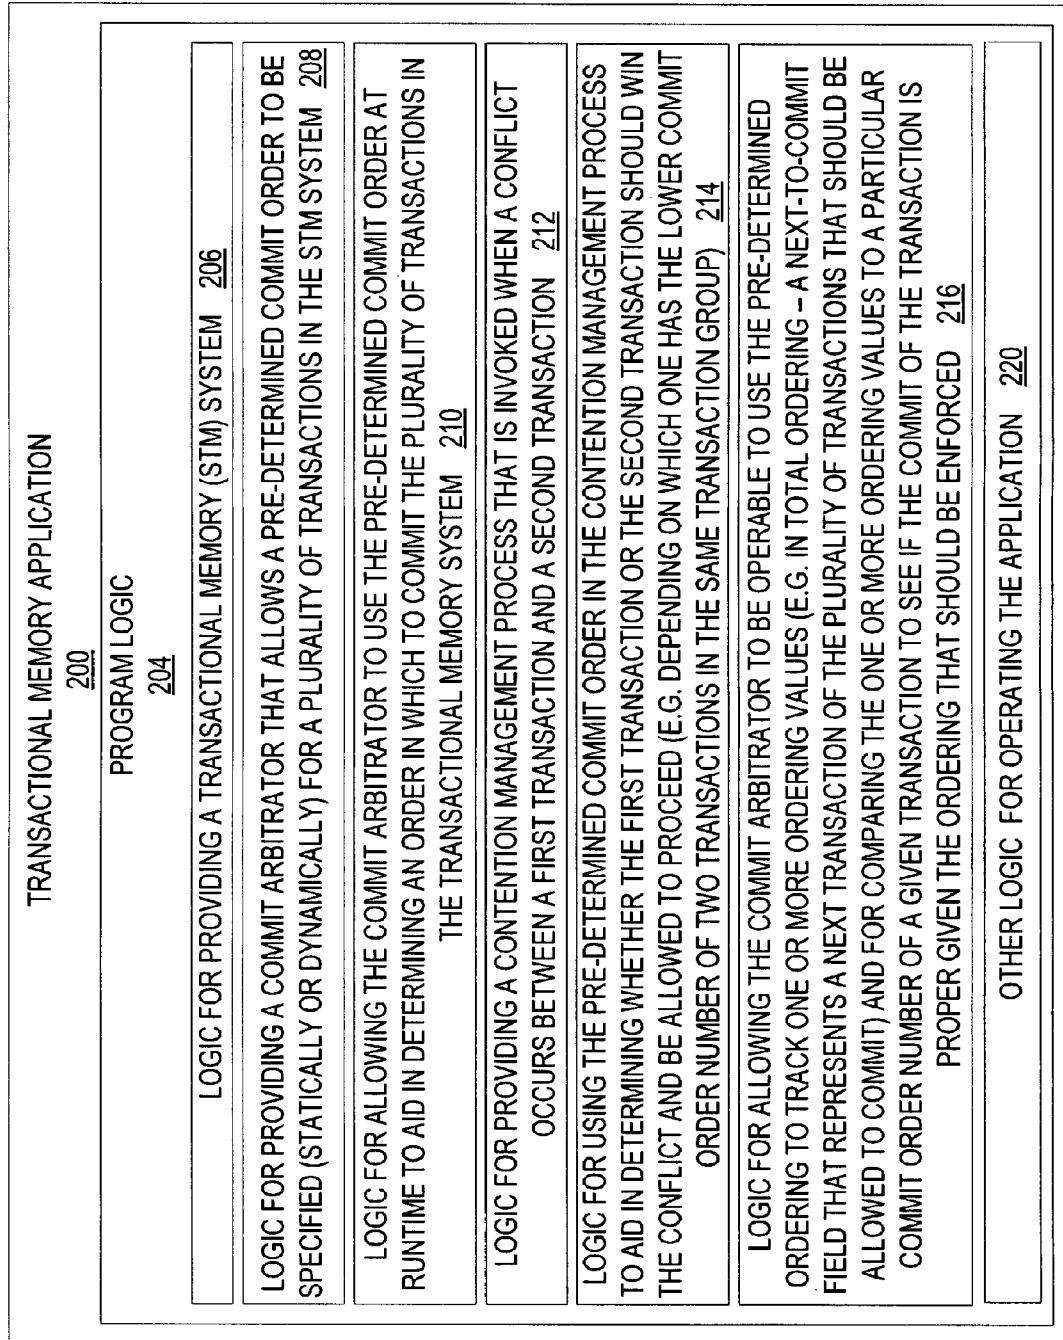 TRANSACTIONAL MEMORY APPLICATION
200
PROGRAM LOGIC
204
LOGIC FOR PROVIDING A TRANSACTIONAL MEMORY (STM) SYSTEM 206
LOGIC FOR PROVIDING A COMMIT ARBITRATOR THAT ALLOWS A PRE-DETERMINED COMMIT ORDER TO BE
SPECIFIED (STATICALLY OR DYNAMICALLY) FOR A PLURALITY OF TRANSACTIONS IN THE STM SYSTEM 208
LOGIC FOR ALLOWING THE COMMIT ARBITRATOR TO USE THE PRE-DETERMINED COMMIT ORDER AT
RUNTIME TO AID IN DETERMINING AN ORDER IN WHICH TO COMMIT THE PLURALITY OF TRANSACTIONS IN
THE TRANSACTIONAL MEMORY SYSTEM 210
LOGIC FOR PROVIDING A CONTENTION MANAGEMENT PROCESS THAT IS INVOKED WHEN A CONFLICT
OCCURS BETWEEN A FIRST TRANSACTION AND A SECOND TRANSACTION 212
LOGIC FOR USING THE PRE-DETERMINED COMMIT ORDER IN THE CONTENTION MANAGEMENT PROCESS
TO AID IN DETERMINING WHETHER THE FIRST TRANSACTION OR THE SECOND TRANSACTION SHOULD WIN
THE CONFLICT AND BE ALLOWED TO PROCEED (E.G. DEPENDING ON WHICH ONE HAS THE LOWER COMMIT
ORDER NUMBER OF TWO TRANSACTIONS IN THE SAME TRANSACTION GROUP) 214
LOGIC FOR ALLOWING THE COMMIT ARBITRATOR TO BE OPERABLE TO USE THE PRE-DETERMINED
ORDERING TO TRACK ONE OR MORE ORDERING VALUES (E.G. IN TOTAL ORDERING – A NEXT-TO-COMMIT
FIELD THAT REPRESENTS A NEXT TRANSACTION OF THE PLURALITY OF TRANSACTIONS THAT SHOULD BE
ALLOWED TO COMMIT) AND FOR COMPARING THE ONE OR MORE ORDERING VALUES TO A PARTICULAR
COMMIT ORDER NUMBER OF A GIVEN TRANSACTION TO SEE IF THE COMMIT OF THE TRANSACTION IS
PROPER GIVEN THE ORDERING THAT SHOULD BE ENFORCED 216
OTHER LOGIC FOR OPERATING THE APPLICATION 220